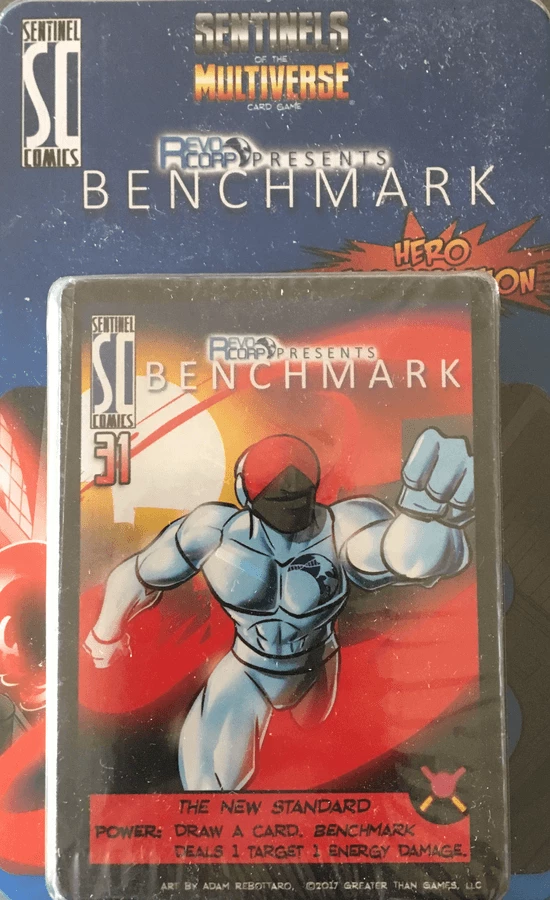 SENTINEL
SC
COMICS
SENTINELS
OF THE
MULTIVERSE
CARD GAME
REVO
CORP PRESENTS
BENCHMARK
HERO
ION
SENTINEL
SC
COMICS
REVO
CORP PRESENTS
BENCHMARK
31
THE NEW STANDARD
POWER: DRAW A CARD. BENCHMARK
DEALS 1 TARGET 1 ENERGY DAMAGE.
ART BY ADAM REBOTTARO, ©2017 GREATER THAN GAMES, LLC